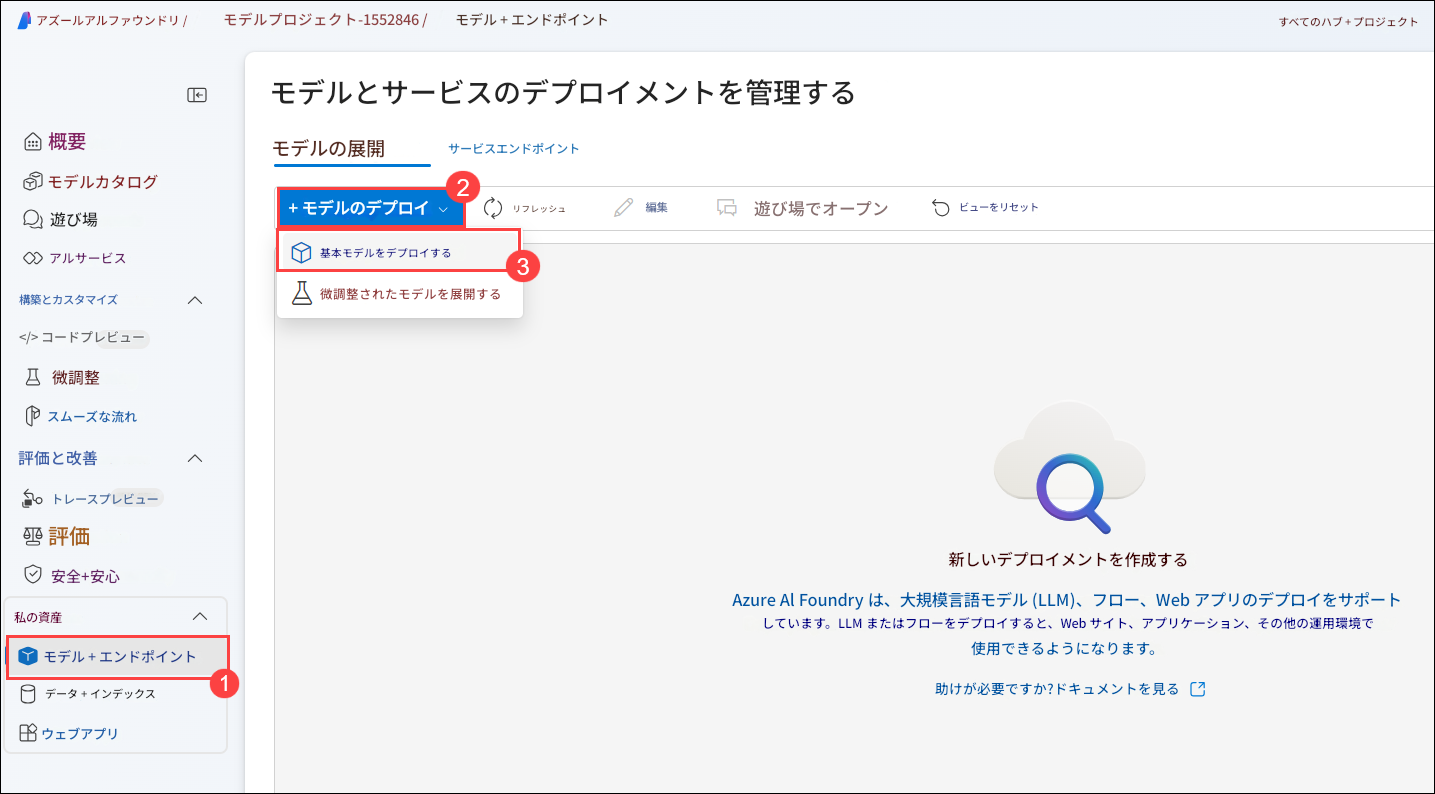 アズールアルファウンドリ /
モデルプロジェクト-1552846 /
モデル + エンドポイント
すべてのハブ + プロジェクト
概要
モデルカタログ
遊び場
アルサービス
構築とカスタマイズ
</> コードプレビュー
微調整
スムーズな流れ
評価と改善
トレースプレビュー
評価
安全+安心
私の資産
モデル + エンドポイント
1
データ + インデックス
ウェブアプリ
モデルとサービスのデプロイメントを管理する
モデルの展開
サービスエンドポイント
+ モデルのデプロイ
2
リフレッシュ
編集
遊び場でオープン
ビューをリセット
基本モデルをデプロイする
3
微調整されたモデルを展開する
新しいデプロイメントを作成する
Azure Al Foundry は、大規模言語モデル (LLM)、フロー、Web アプリのデプロイをサポート
しています。LLM またはフローをデプロイすると、Web サイト、アプリケーション、その他の運用環境で
使用できるようになります。
助けが必要ですか?ドキュメントを見る